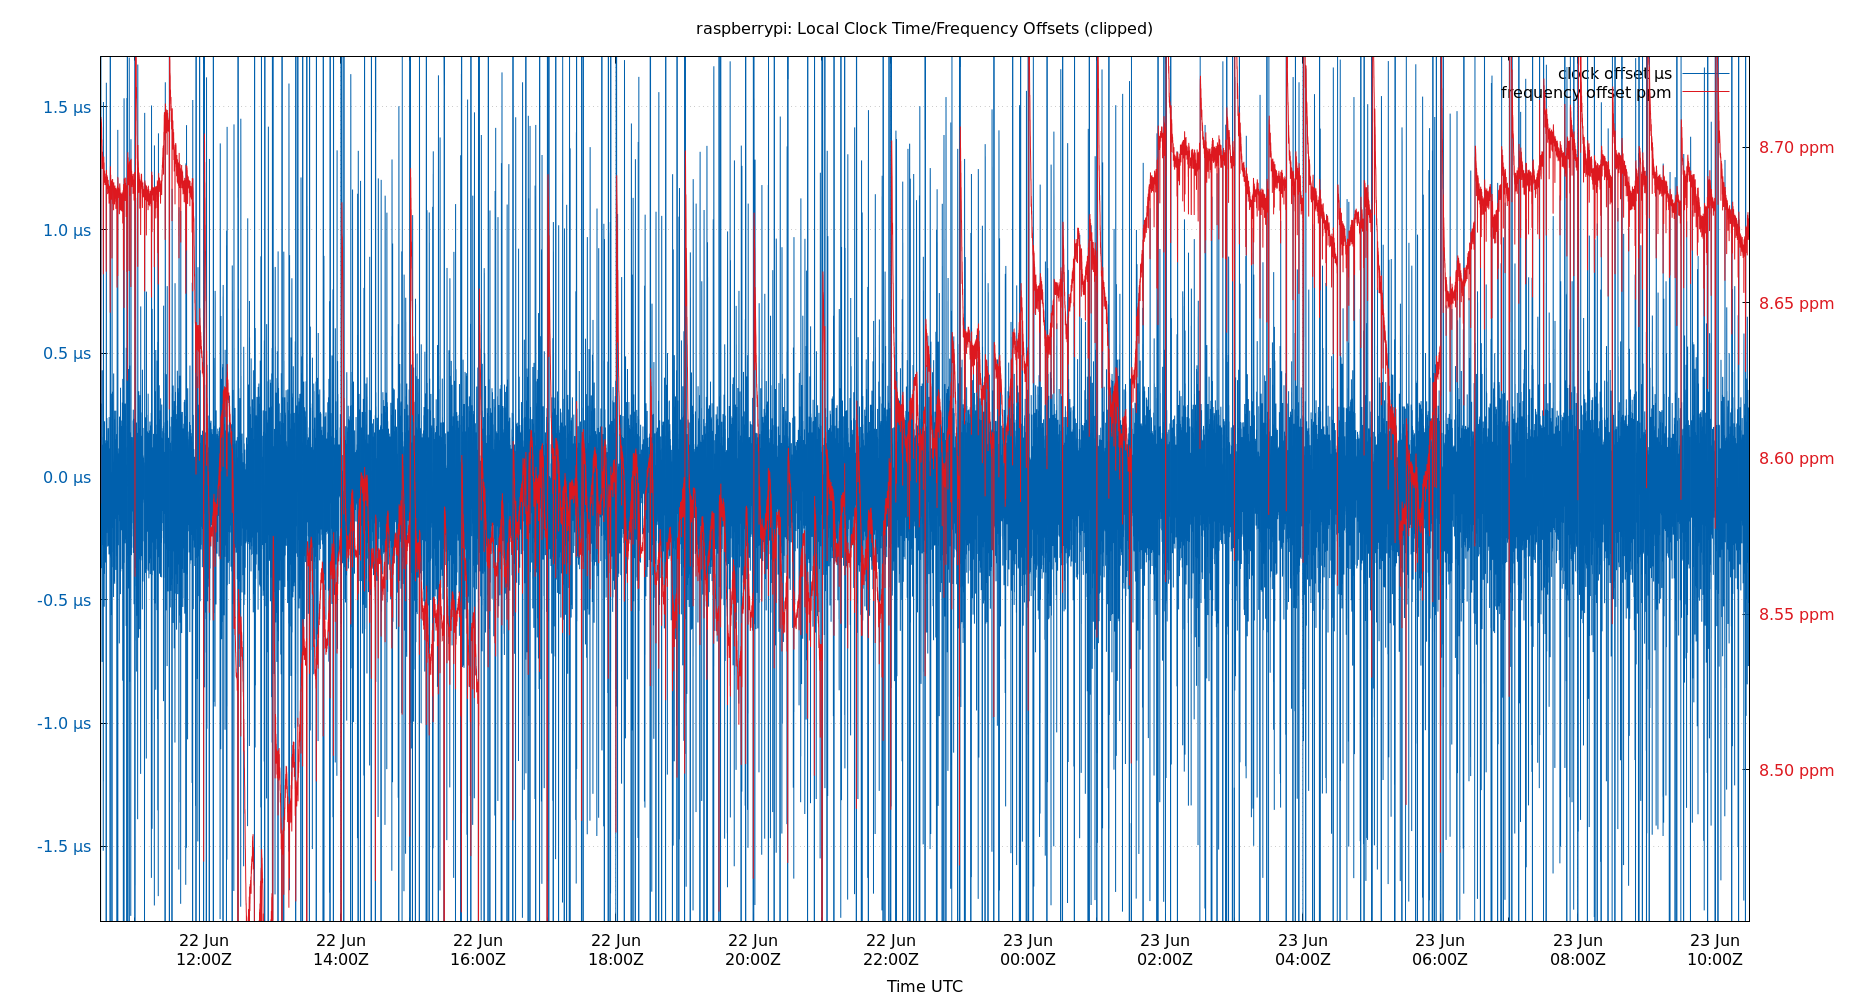 raspberrypi: Local Clock Time/Frequency Offsets (clipped)
clock offset µs
frequency offset ppm
1.5 µs
1.0 µs
0.5 µs
0.0 µs
-0.5 µs
-1.0 µs
-1.5 µs
8.70 ppm
8.65 ppm
8.60 ppm
8.55 ppm
8.50 ppm
22 Jun 22 Jun 22 Jun 22 Jun 22 Jun 22 Jun 23 Jun 23 Jun 23 Jun 23 Jun 23 Jun 23 Jun
12:00Z 14:00Z 16:00Z 18:00Z 20:00Z 22:00Z 00:00Z 02:00Z 04:00Z 06:00Z 08:00Z 10:00Z
Time UTC